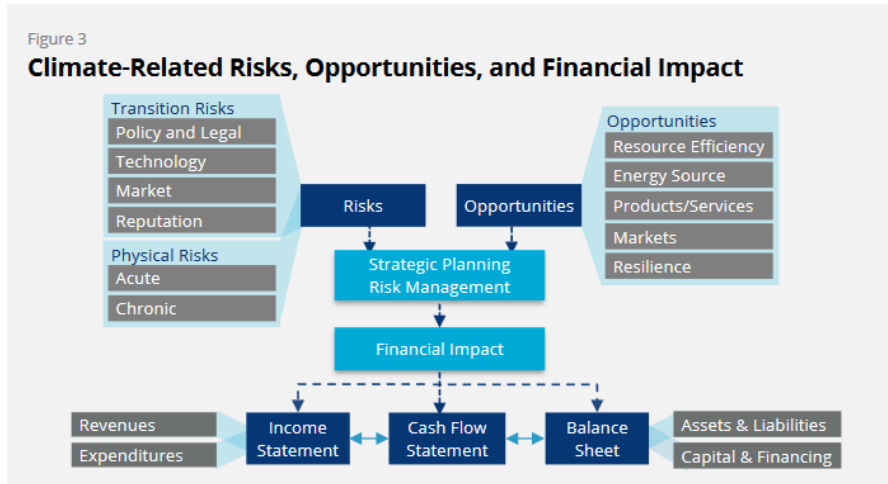 Figure 3
Climate-Related Risks, Opportunities, and Financial Impact
Transition Risks
Policy and Legal
Technology
Market
Reputation
Physical Risks
Acute
Chronic
Risks
Opportunities
Opportunities
Resource Efficiency
Energy Source
Products/Services
Markets
Resilience
Strategic Planning
Risk Management
Financial Impact
Revenues
Expenditures
Income
Statement
Cash Flow
Statement
Balance
Sheet
Assets & Liabilities
Capital & Financing